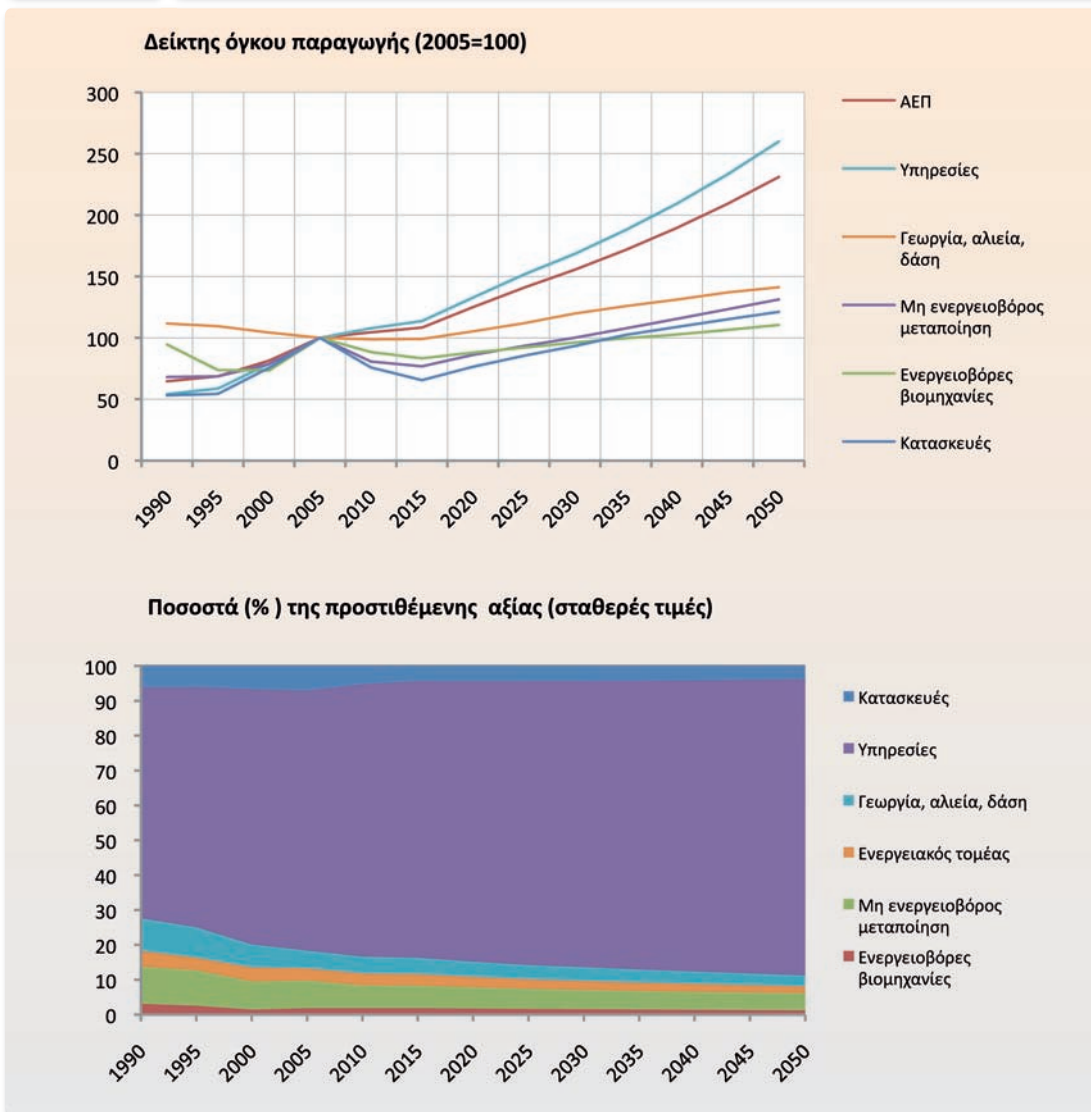 Δείκτης όγκου παραγωγής (2005=100)
300
250
200
150
100
50
0
1990 1995 2000 2005 2010 2015 2020 2025 2030 2035 2040 2045 2050
ΑΕΠ
Υπηρεσίες
Γεωργία, αλιεία,
δάση
Μη ενεργειοβόρος
μεταποίηση
Ενεργειοβόρες
βιομηχανίες
Κατασκευές
Ποσοστά (% ) της προστιθέμενης αξίας (σταθερές τιμές)
100
90
80
70
60
50
40
30
20
10
0
1990 1995 2000 2005 2010 2015 2020 2025 2030 2035 2040 2045 2050
Κατασκευές
Υπηρεσίες
Γεωργία, αλιεία, δάση
Ενεργειακός τομέας
Μη ενεργειοβόρος
μεταποίηση
Ενεργειοβόρες
βιομηχανίες